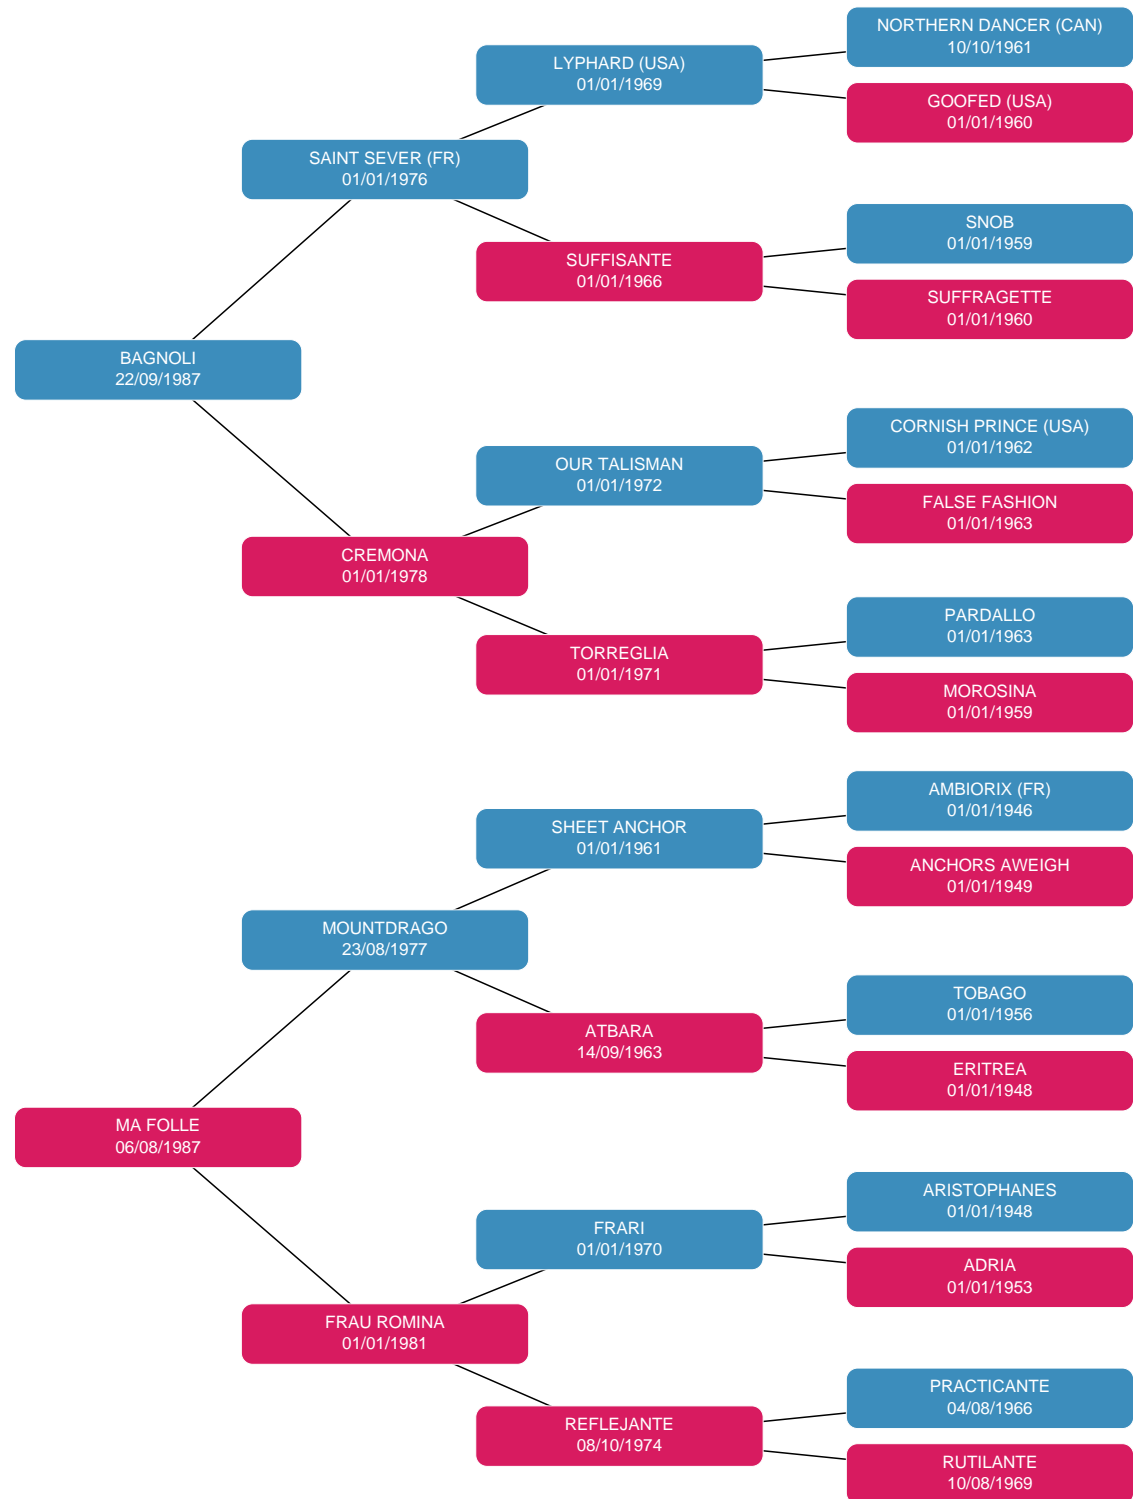 NORTHERN DANCER (CAN)
10/10/1961
LYPHARD (USA)
01/01/1969
GOOFED (USA)
01/01/1960
SAINT SEVER (FR)
01/01/1976
SNOB
01/01/1959
SUFFISANTE
01/01/1966
SUFFRAGETTE
01/01/1960
BAGNOLI
22/09/1987
CORNISH PRINCE (USA)
01/01/1962
OUR TALISMAN
01/01/1972
FALSE FASHION
01/01/1963
CREMONA
01/01/1978
PARDALLO
01/01/1963
TORREGLIA
01/01/1971
MOROSINA
01/01/1959
AMBIORIX (FR)
01/01/1946
SHEET ANCHOR
01/01/1961
ANCHORS AWEIGH
01/01/1949
MOUNTDRAGO
23/08/1977
TOBAGO
01/01/1956
ATBARA
14/09/1963
ERITREA
01/01/1948
MA FOLLE
06/08/1987
ARISTOPHANES
01/01/1948
FRARI
01/01/1970
ADRIA
01/01/1953
FRAU ROMINA
01/01/1981
PRACTICANTE
04/08/1966
REFLEJANTE
08/10/1974
RUTILANTE
10/08/1969